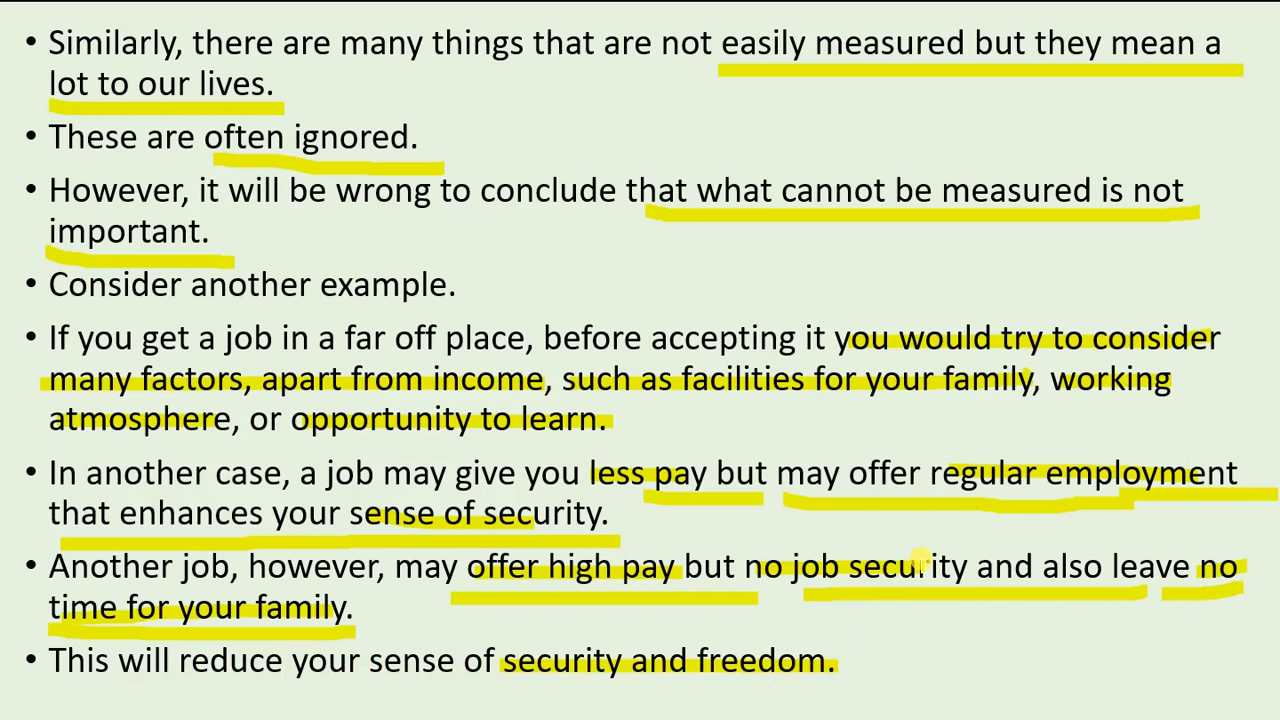 • Similarly, there are many things that are not easily measured but they mean a
lot to our lives.
• These are often ignored.
• However, it will be wrong to conclude that what cannot be measured is not
important.
• Consider another example.
• If you get a job in a far off place, before accepting it you would try to consider
many factors, apart from income, such as facilities for your family, working
atmosphere, or opportunity to learn.
• In another case, a job may give you less pay but may offer regular employment
that enhances your sense of security.
• Another job, however, may offer high pay but no job security and also leave no
time for your family.
• This will reduce your sense of security and freedom.